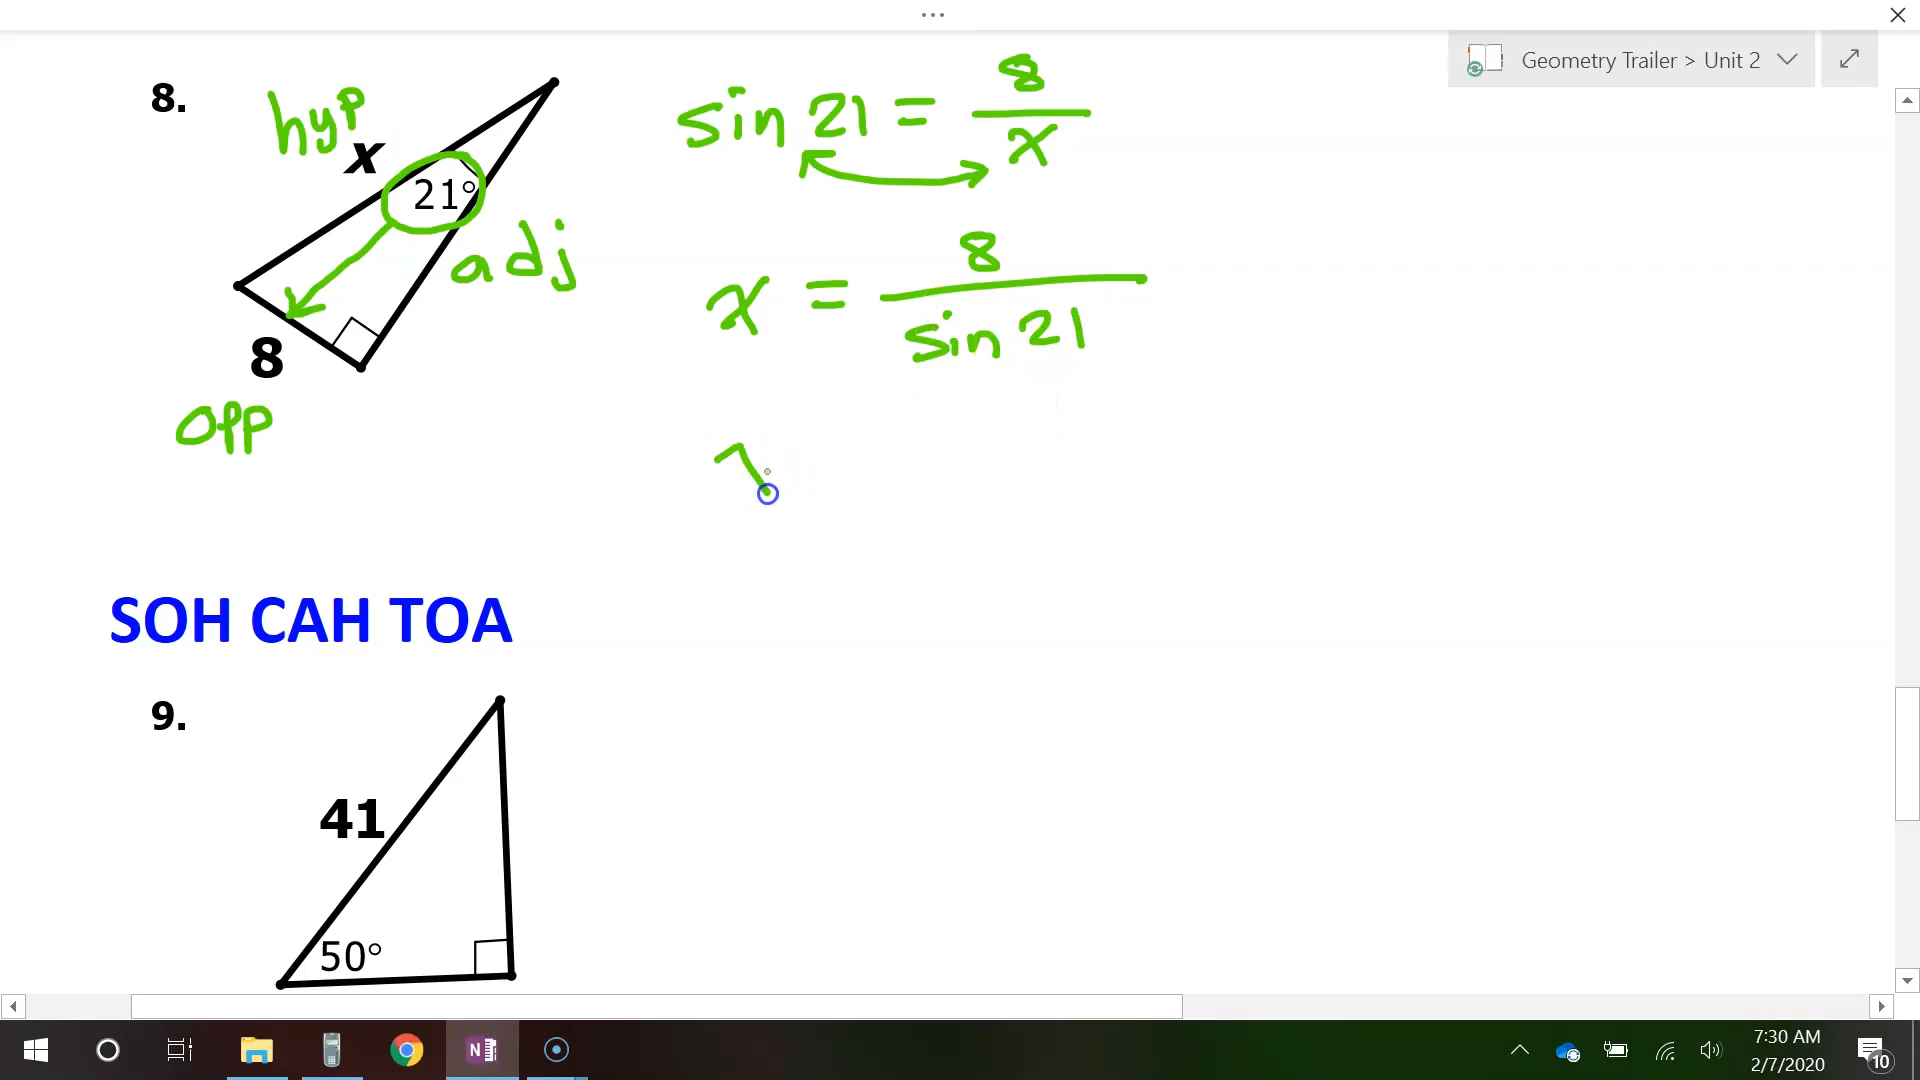 Geometry Trailer > Unit 2
8.
hyp
x
21°
adj
8
opp
sin 21 = 8/x
x = 8/sin 21
SOH CAH TOA
9.
41
50°
N
7:30 AM
2/7/2020
10